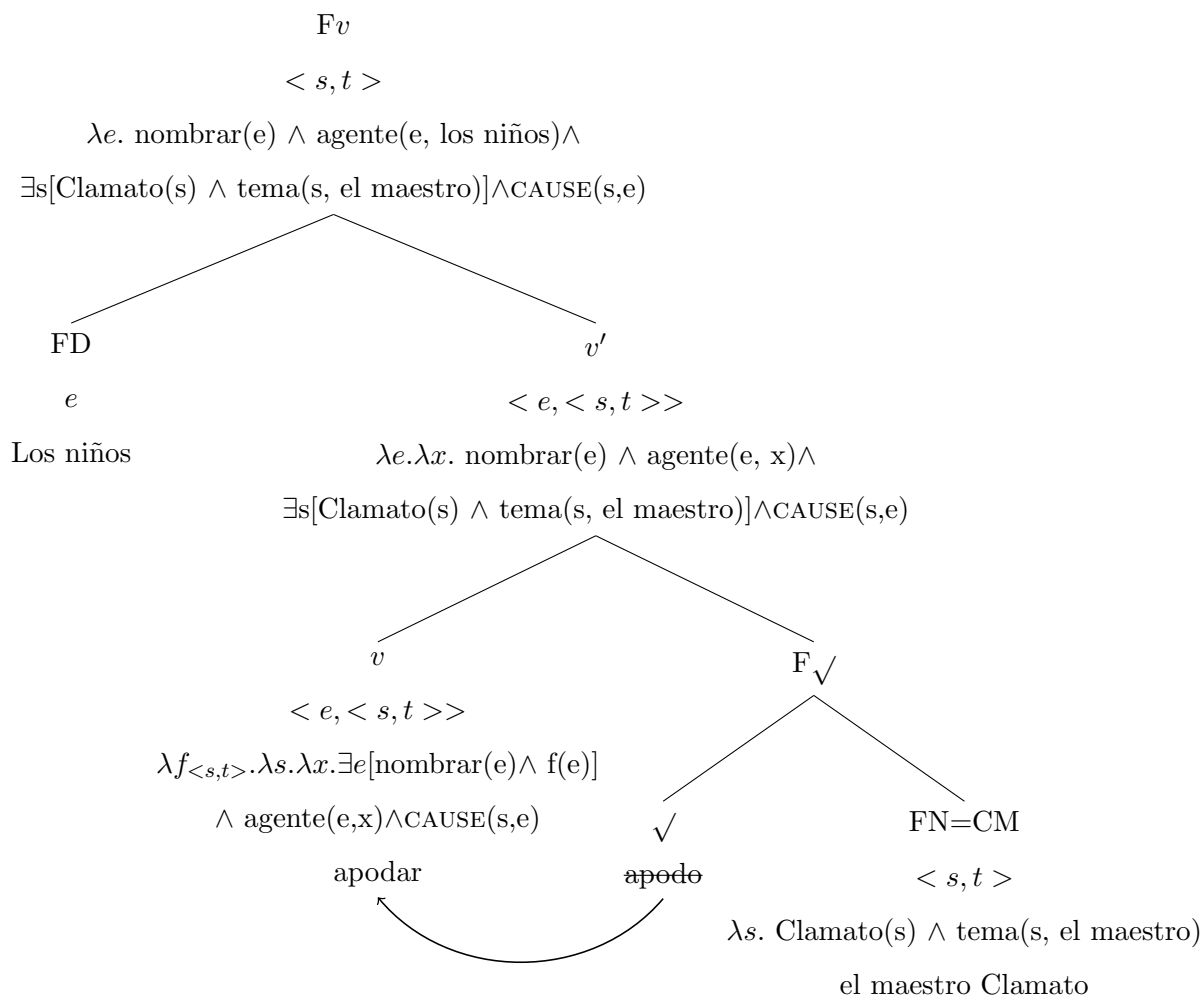 Fv
< s, t >
λe. nombrar(e) ∧ agente(e, los niños)∧
∃s[Clamato(s) ∧ tema(s, el maestro)]∧CAUSE(s,e)
FD
e
Los niños
v′
< e, < s, t >>
λe.λx. nombrar(e) ∧ agente(e, x)∧
∃s[Clamato(s) ∧ tema(s, el maestro)]∧CAUSE(s,e)
v
< e, < s, t >>
λf<s,t>.λs.λx.∃e[nombrar(e)∧ f(e)]
∧ agente(e,x)∧CAUSE(s,e)
apodar
F√
√
apodo
FN=CM
< s, t >
λs. Clamato(s) ∧ tema(s, el maestro)
el maestro Clamato